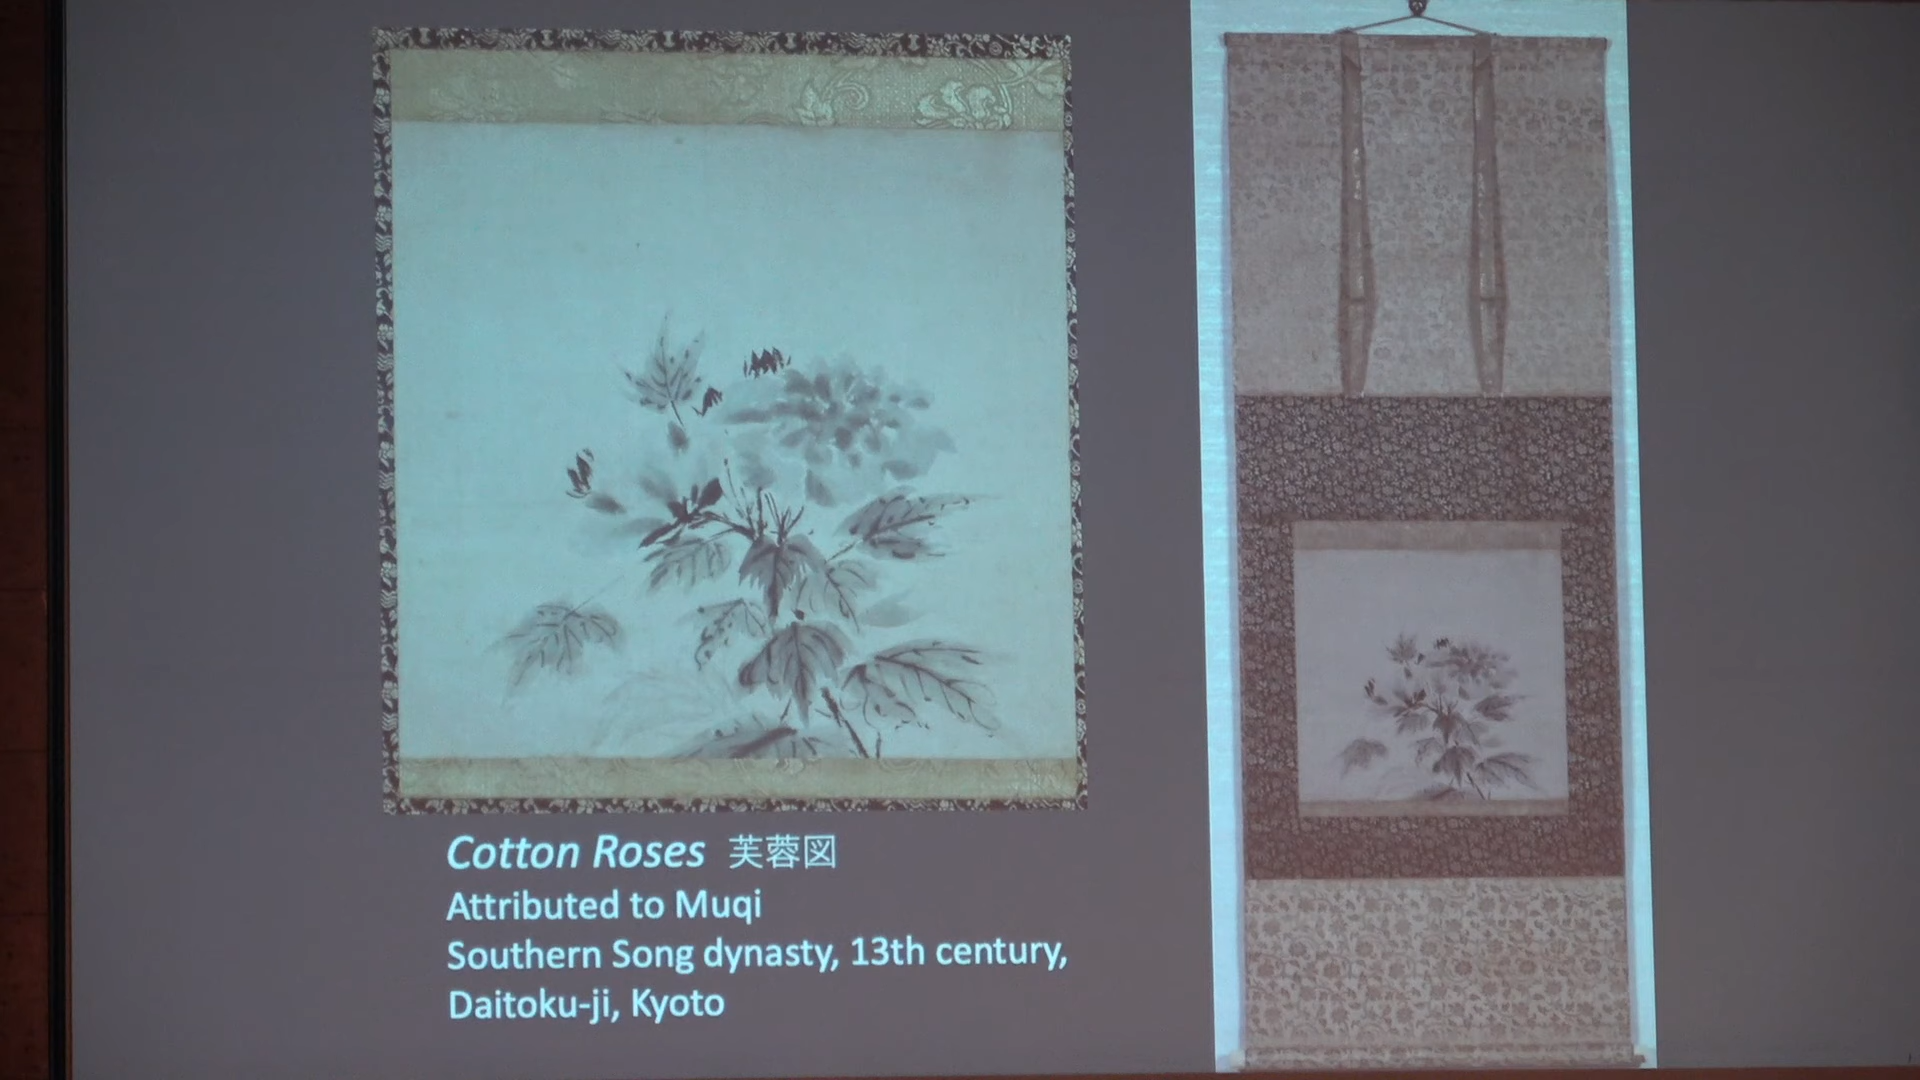 Cotton Roses 芙蓉図
Attributed to Muqi
Southern Song dynasty, 13th century,
Daitoku-ji, Kyoto